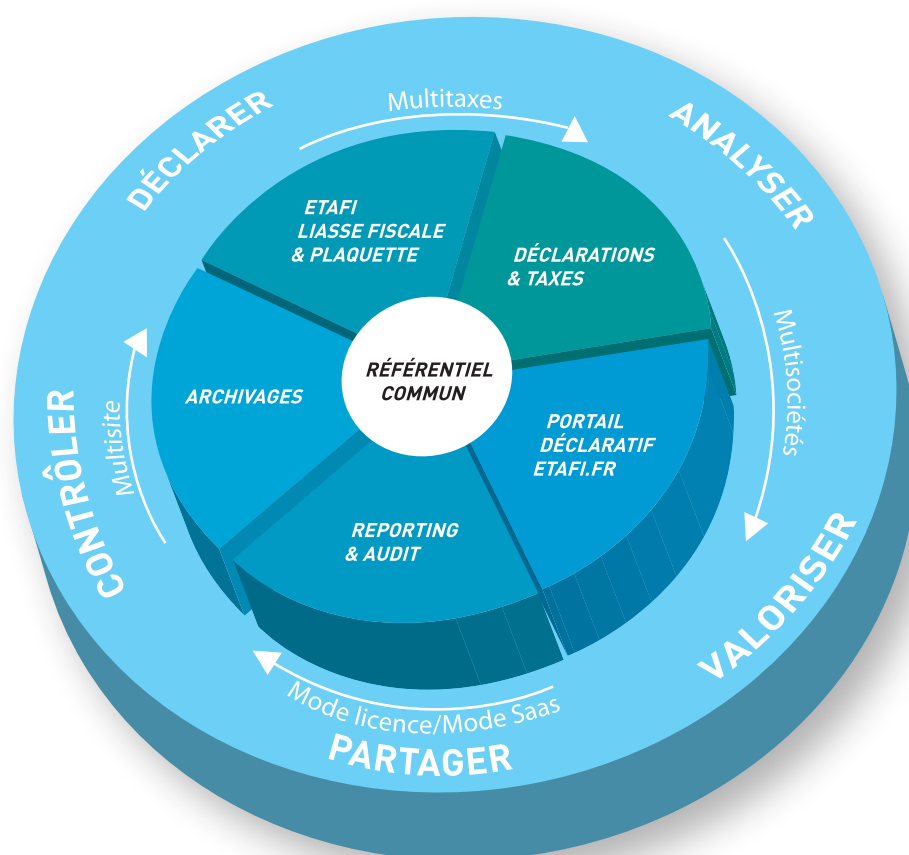 DÉCLARER
Multitaxes
ANALYSER
ETAFI
LIASSE FISCALE
& PLAQUETTE
DÉCLARATIONS
& TAXES
Multisociétés
RÉFÉRENTIEL
COMMUN
ARCHIVAGES
PORTAIL
DÉCLARATIF
ETAFI.FR
CONTRÔLER
Multisite
REPORTING
& AUDIT
VALORISER
Mode licence/Mode Saas
PARTAGER